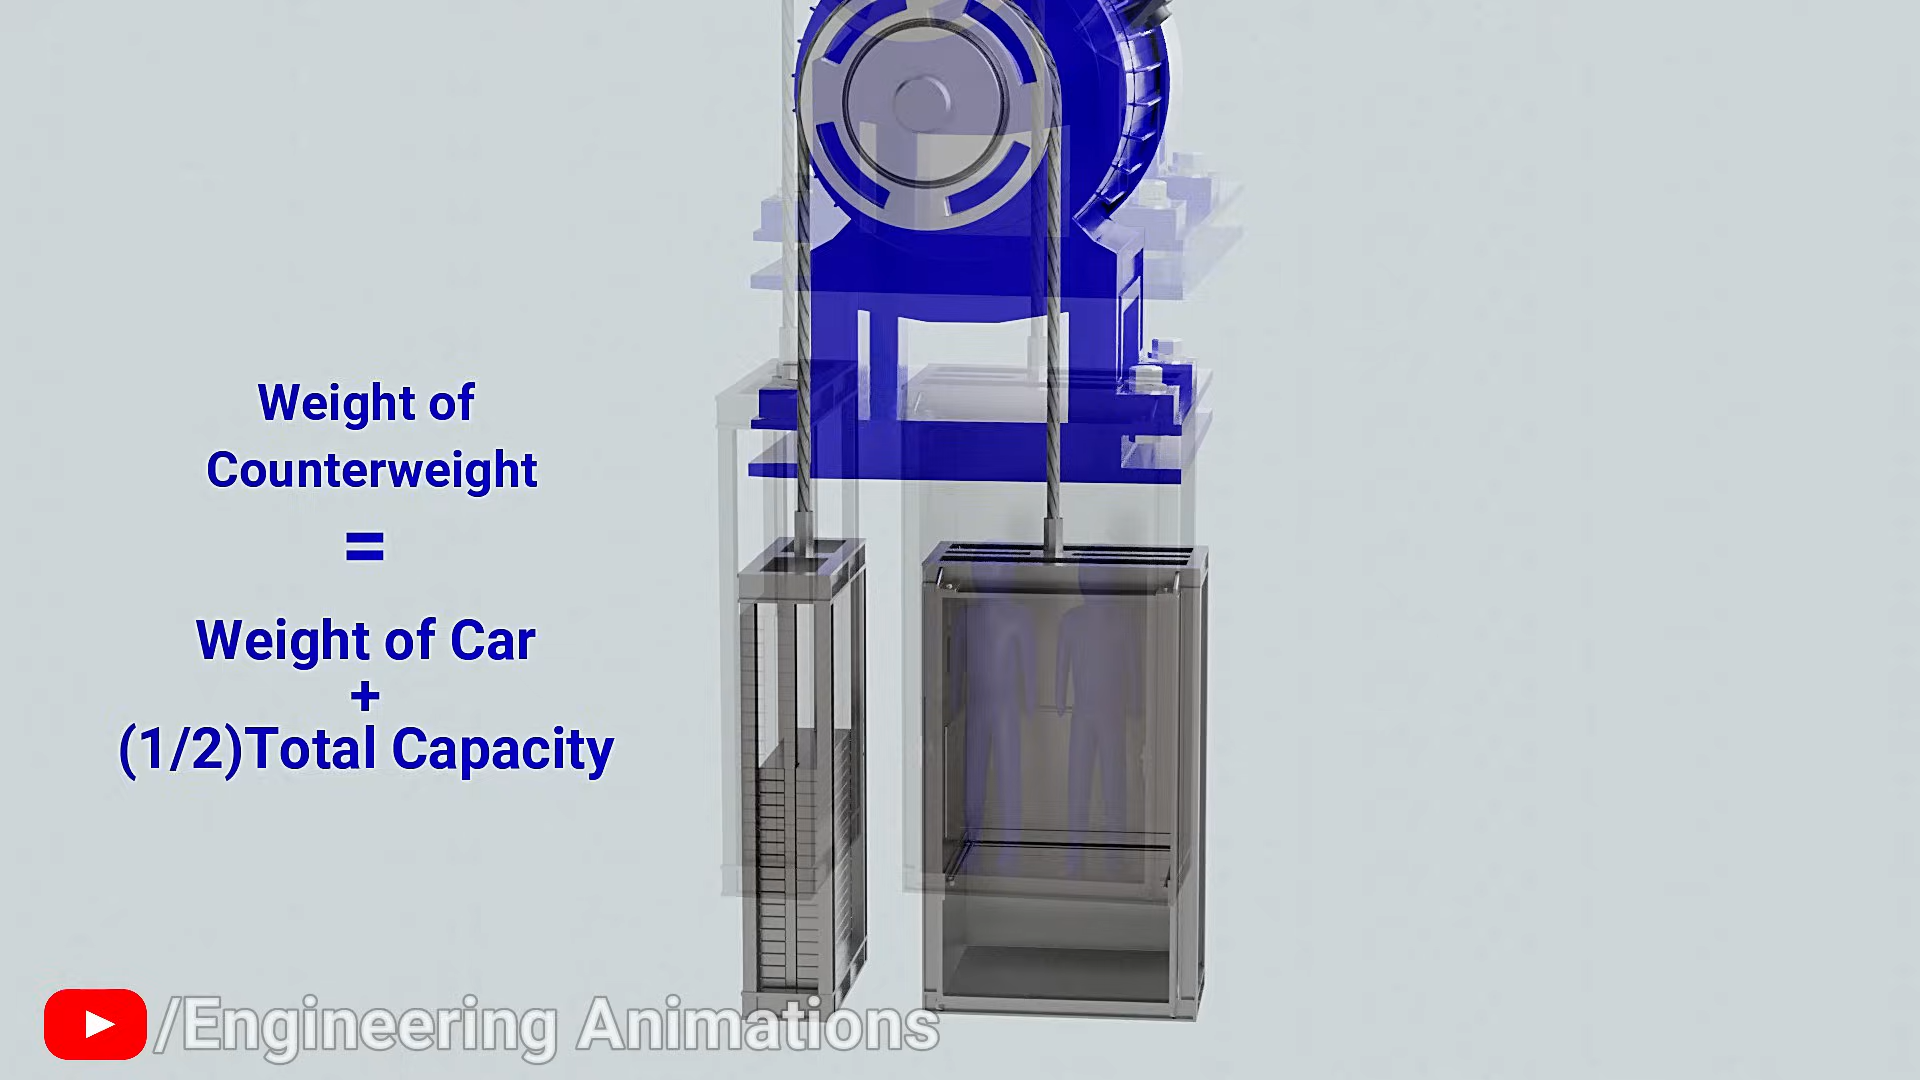 Weight of
Counterweight
=
Weight of Car
+
(1/2)Total Capacity
/Engineering Animations